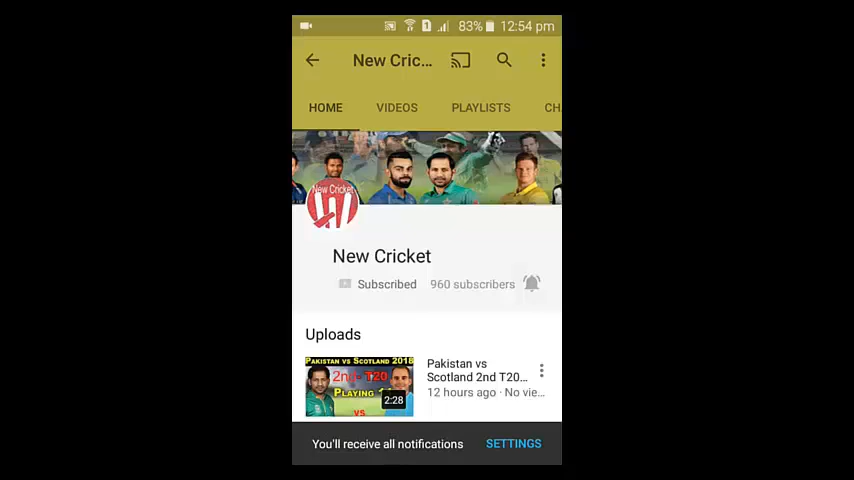 1 83% 12:54 pm
New Cric...
HOME VIDEOS PLAYLISTS CH
New Cricket
New Cricket
Subscribed 960 subscribers
Uploads
PAKISTAN VS SCOTLAND 2018
2nd T20
PLAYING 11
vs
2:28
Pakistan vs
Scotland 2nd T20...
12 hours ago · No vie...
You'll receive all notifications SETTINGS